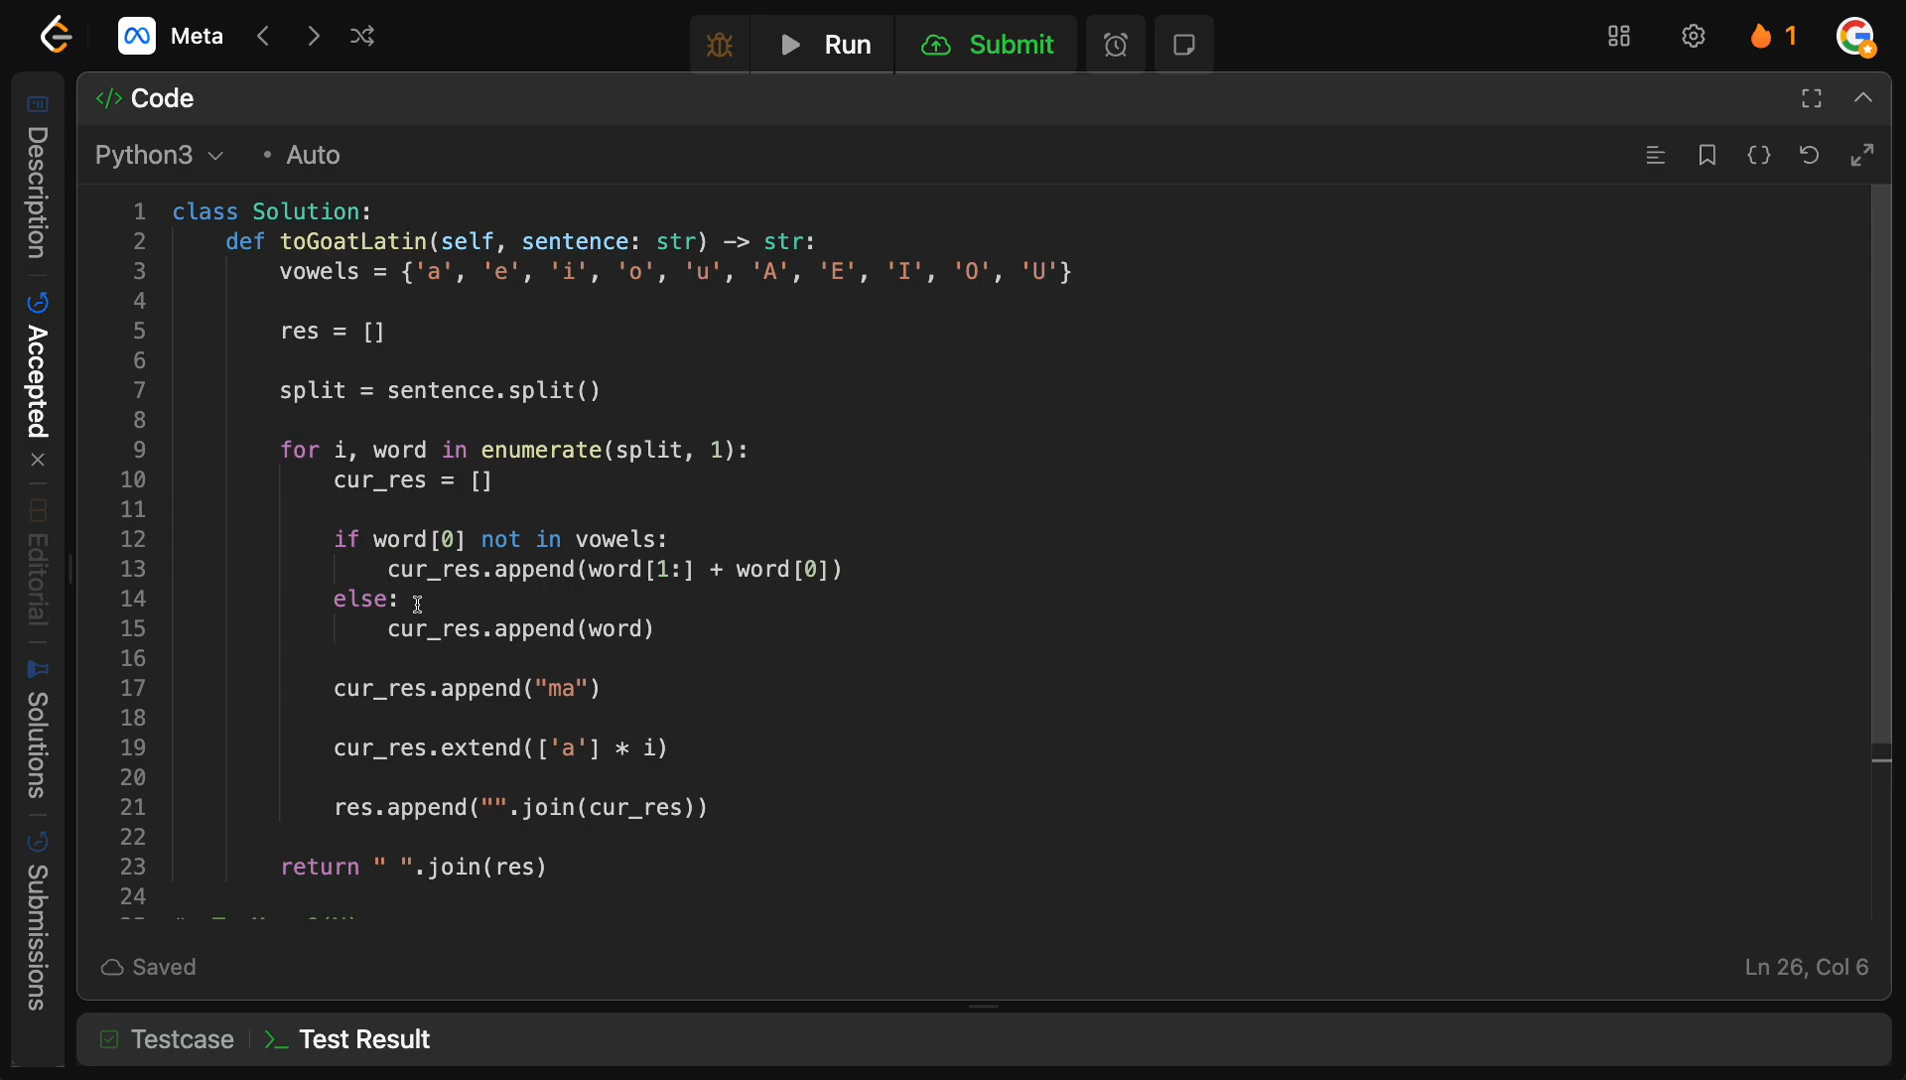 Meta
Run
Submit
1
Description
Accepted
Editorial
Solutions
Submissions
</> Code
Python3
• Auto
1 class Solution:
2 def toGoatLatin(self, sentence: str) -> str:
3 vowels = {'a', 'e', 'i', 'o', 'u', 'A', 'E', 'I', 'O', 'U'}
4
5 res = []
6
7 split = sentence.split()
8
9 for i, word in enumerate(split, 1):
10 cur_res = []
11
12 if word[0] not in vowels:
13 cur_res.append(word[1:] + word[0])
14 else:
15 cur_res.append(word)
16
17 cur_res.append("ma")
18
19 cur_res.extend(['a'] * i)
20
21 res.append("".join(cur_res))
22
23 return " ".join(res)
24
Saved
Ln 26, Col 6
Testcase
Test Result